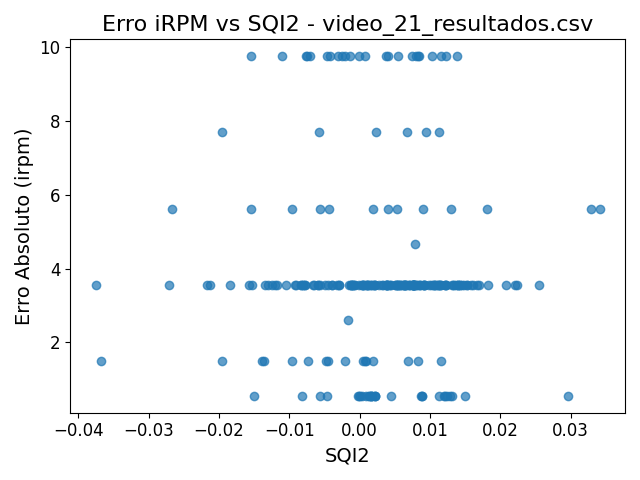 Erro iRPM vs SQI2 - video_21_resultados.csv
Erro Absoluto (irpm)
10
8
6
4
2
−0.04 −0.03 −0.02 −0.01 0.00 0.01 0.02 0.03
SQI2